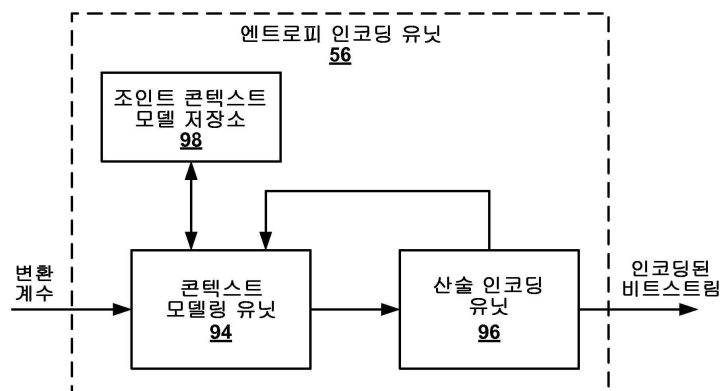 엔트로피 인코딩 유닛
56
조인트 콘텍스트
모델 저장소
98
변환
계수
콘텍스트
모델링 유닛
94
산술 인코딩
유닛
96
인코딩된
비트스트림